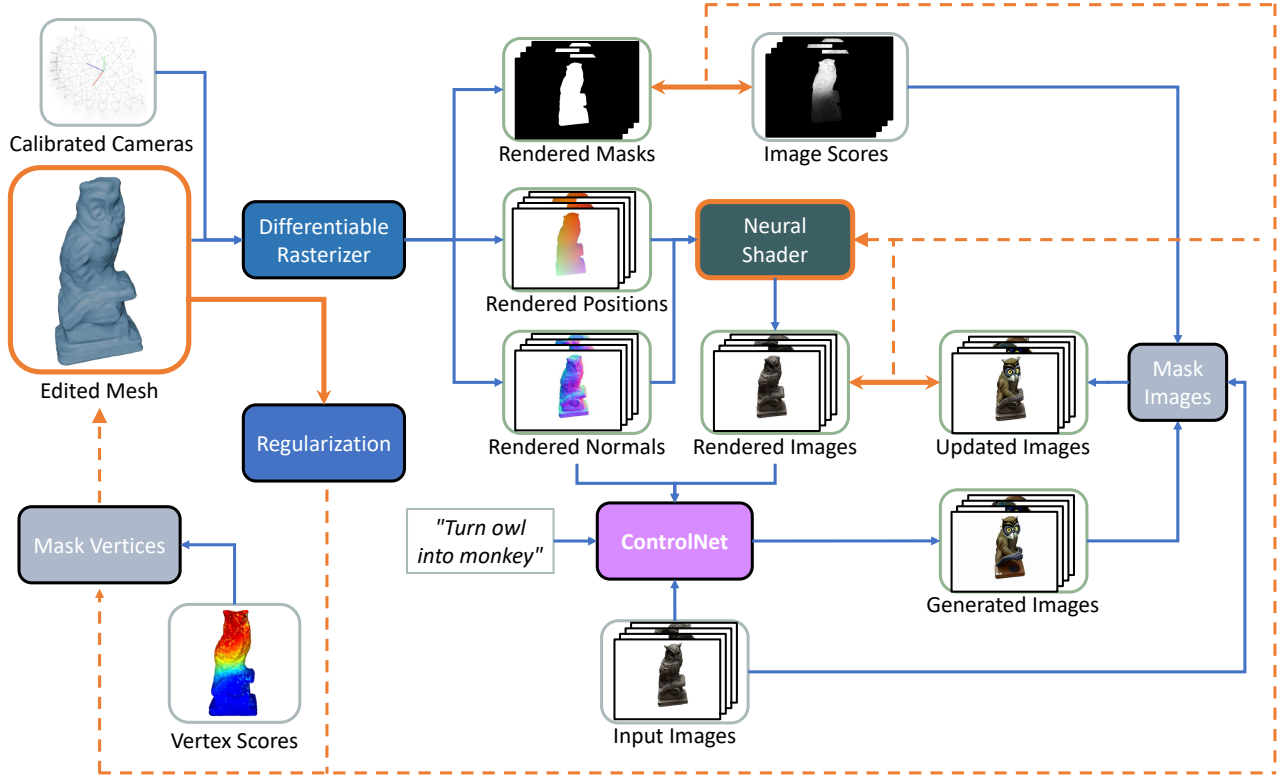 Calibrated Cameras
Edited Mesh
Differentiable
Rasterizer
Regularization
Mask Vertices
Vertex Scores
Rendered Masks
Image Scores
Rendered Positions
Neural
Shader
Rendered Normals
Rendered Images
Updated Images
Mask
Images
"Turn owl
into monkey"
ControlNet
Generated Images
Input Images